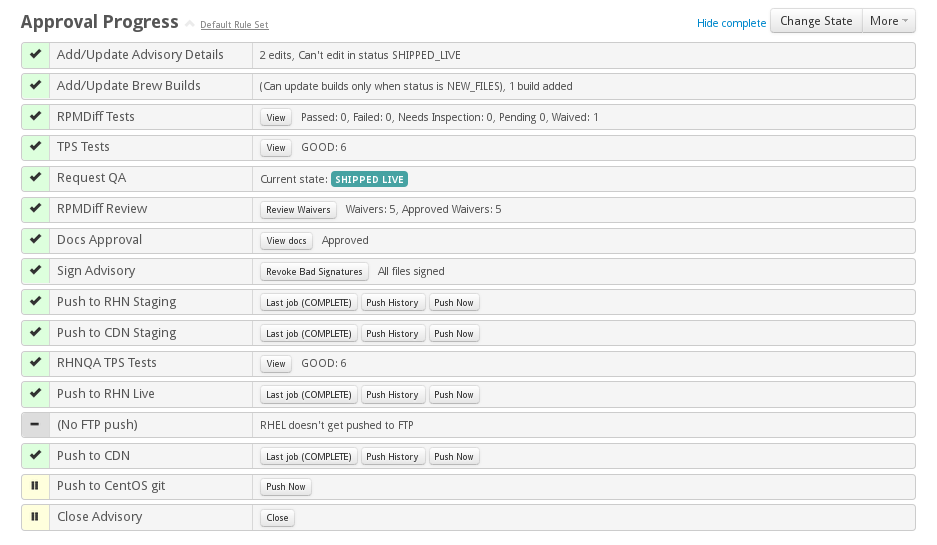 Approval Progress Default Rule Set Hide complete Change State More
Add/Update Advisory Details 2 edits, Can't edit in status SHIPPED_LIVE
Add/Update Brew Builds (Can update builds only when status is NEW_FILES), 1 build added
RPMDiff Tests View Passed: 0, Failed: 0, Needs Inspection: 0, Pending 0, Waived: 1
TPS Tests View GOOD: 6
Request QA Current state: SHIPPED LIVE
RPMDiff Review Review Waivers Waivers: 5, Approved Waivers: 5
Docs Approval View docs Approved
Sign Advisory Revoke Bad Signatures All files signed
Push to RHN Staging Last job (COMPLETE) Push History Push Now
Push to CDN Staging Last job (COMPLETE) Push History Push Now
RHNQA TPS Tests View GOOD: 6
Push to RHN Live Last job (COMPLETE) Push History Push Now
(No FTP push) RHEL doesn't get pushed to FTP
Push to CDN Last job (COMPLETE) Push History Push Now
Push to CentOS git Push Now
Close Advisory Close